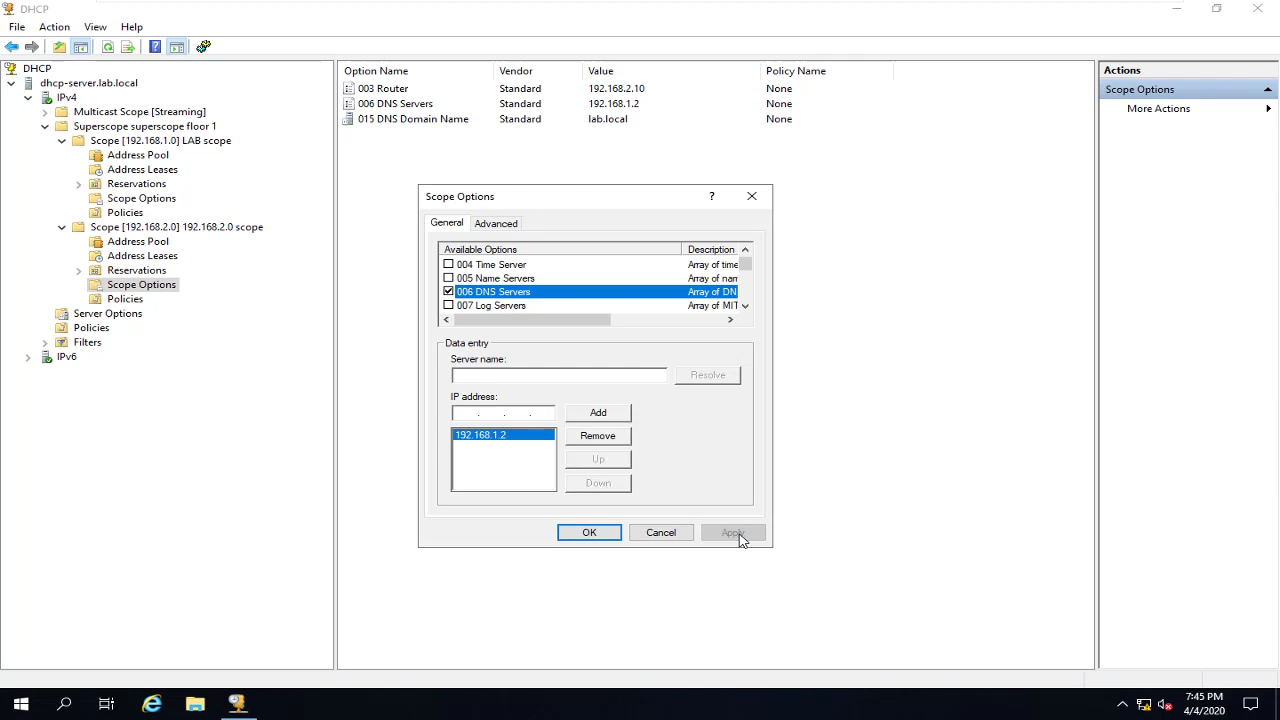 DHCP
File Action View Help
DHCP
dhcp-server.lab.local
IPv4
Multicast Scope [Streaming]
Superscope superscope floor 1
Scope [192.168.1.0] LAB scope
Address Pool
Address Leases
Reservations
Scope Options
Policies
Scope [192.168.2.0] 192.168.2.0 scope
Address Pool
Address Leases
Reservations
Scope Options
Policies
Server Options
Policies
Filters
IPv6
Option Name Vendor Value Policy Name
003 Router Standard 192.168.2.10 None
006 DNS Servers Standard 192.168.1.2 None
015 DNS Domain Name Standard lab.local None
Scope Options
General Advanced
Available Options Description
004 Time Server Array of time
005 Name Servers Array of nam
006 DNS Servers Array of DN
007 Log Servers Array of MIT
Data entry
Server name:
Resolve
IP address:
Add
192.168.1.2
Remove
Up
Down
OK Cancel Apply
Actions
Scope Options
More Actions
7:45 PM
4/4/2020